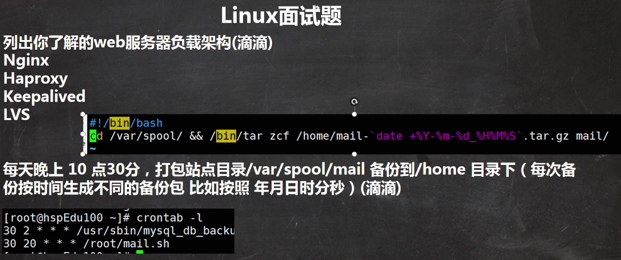 Linux面试题
列出你了解的web服务器负载架构(滴滴)
Nginx
Haproxy
Keepalived
LVS
#!/bin/bash
cd /var/spool/ && /bin/tar zcf /home/mail-`date +%Y-%m-%d_%H%M%S`.tar.gz mail/
~
每天晚上 10 点30分，打包站点目录/var/spool/mail 备份到/home 目录下（每次备
份按时间生成不同的备份包 比如按照 年月日时分秒）(滴滴)
[root@hspEdu100 ~]# crontab -l
30 2 * * * /usr/sbin/mysql_db_backu
30 20 * * * /root/mail.sh